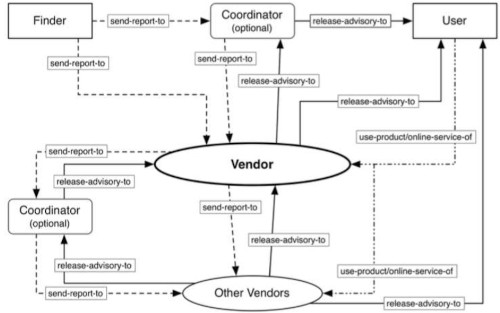 Finder
send-report-to
Coordinator
(optional)
release-advisory-to
User
send-report-to
send-report-to
release-advisory-to
release-advisory-to
use-product/online-service-of
send-report-to
Vendor
release-advisory-to
send-report-to
Coordinator
(optional)
release-advisory-to
release-advisory-to
use-product/online-service-of
send-report-to
Other Vendors
release-advisory-to